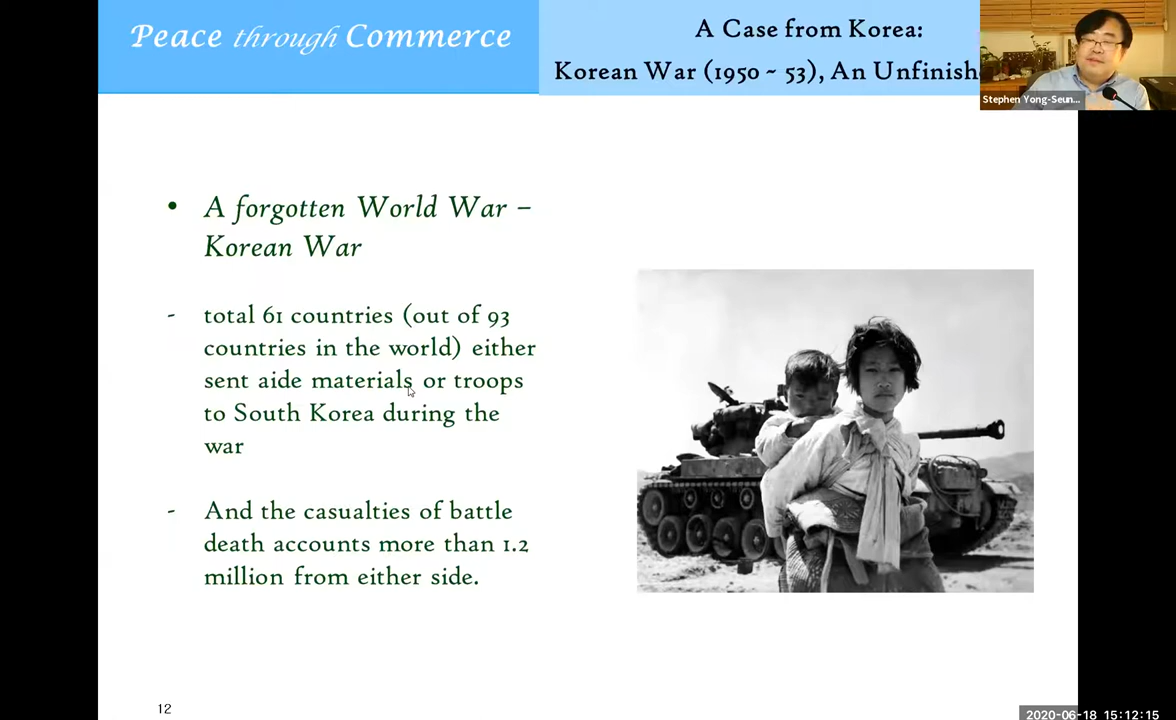 Peace through Commerce
A Case from Korea:
Korean War (1950 ~ 53), An Unfinish
Stephen Yong-Seun...
• A forgotten World War –
Korean War
- total 61 countries (out of 93
countries in the world) either
sent aide materials or troops
to South Korea during the
war
- And the casualties of battle
death accounts more than 1.2
million from either side.
12
2020-06-18 15:12:15